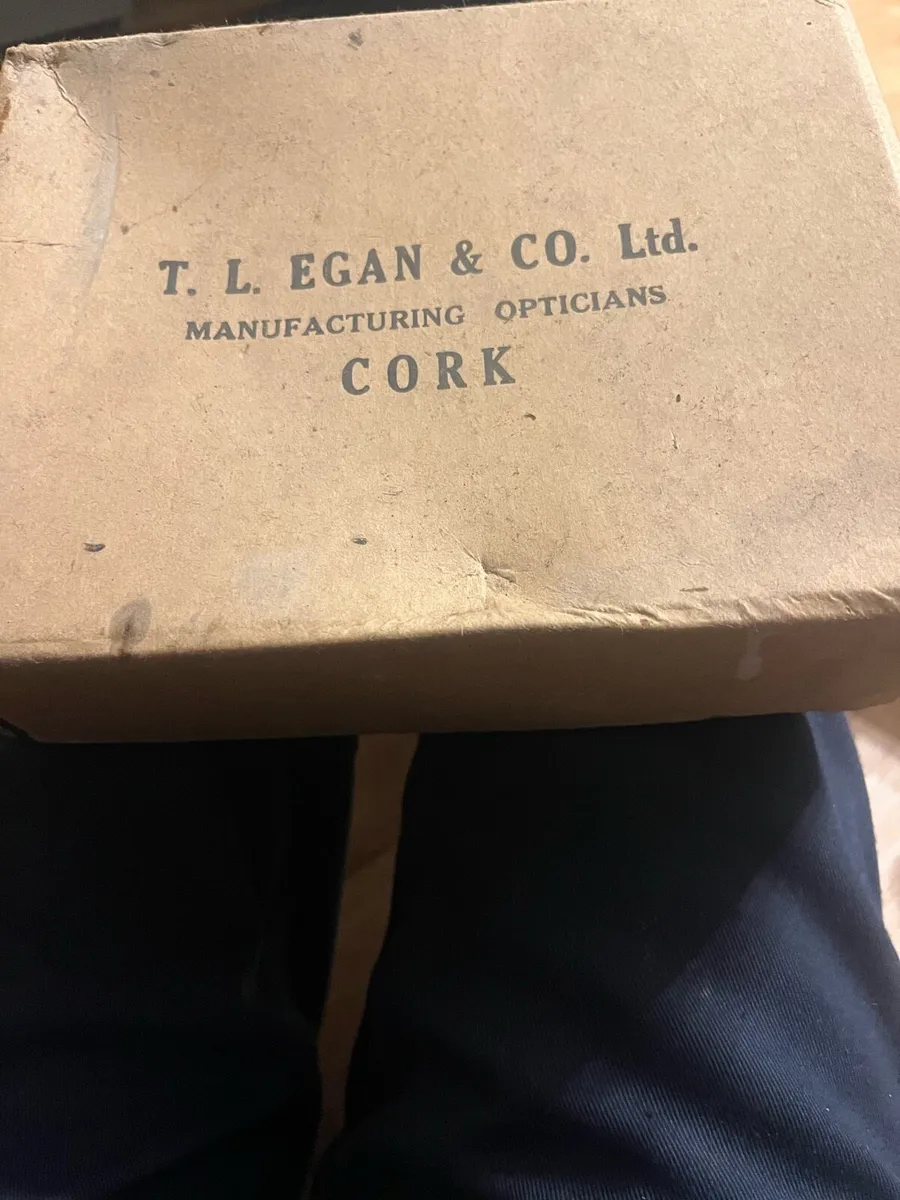 T. L. EGAN & CO. Ltd.
MANUFACTURING OPTICIANS
CORK